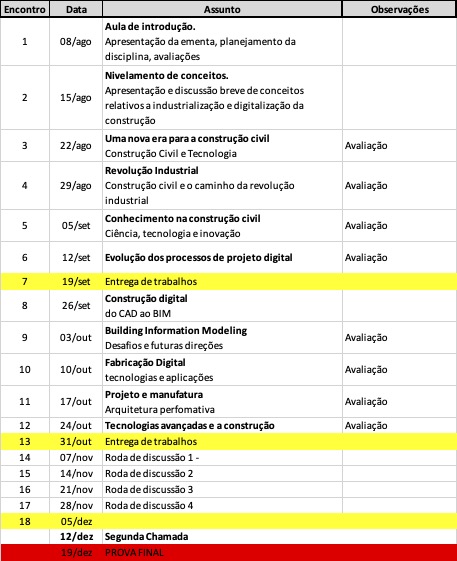 Encontro Data Assunto Observações
1 08/ago Aula de introdução.
Apresentação da ementa, planejamento da
disciplina, avaliações
2 15/ago Nivelamento de conceitos.
Apresentação e discussão breve de conceitos
relativos a industrialização e digitalização da
construção
3 22/ago Uma nova era para a construção civil Avaliação
Construção Civil e Tecnologia
4 29/ago Revolução Industrial Avaliação
Construção civil e o caminho da revolução
industrial
5 05/set Conhecimento na construção civil Avaliação
Ciência, tecnologia e inovação
6 12/set Evolução dos processos de projeto digital Avaliação
7 19/set Entrega de trabalhos
8 26/set Construção digital
do CAD ao BIM
9 03/out Building Information Modeling Avaliação
Desafios e futuras direções
10 10/out Fabricação Digital Avaliação
tecnologias e aplicações
11 17/out Projeto e manufatura Avaliação
Arquitetura perfomativa
12 24/out Tecnologias avançadas e a construção Avaliação
13 31/out Entrega de trabalhos
14 07/nov Roda de discussão 1 -
15 14/nov Roda de discussão 2
16 21/nov Roda de discussão 3
17 28/nov Roda de discussão 4
18 05/dez
12/dez Segunda Chamada
19/dez PROVA FINAL